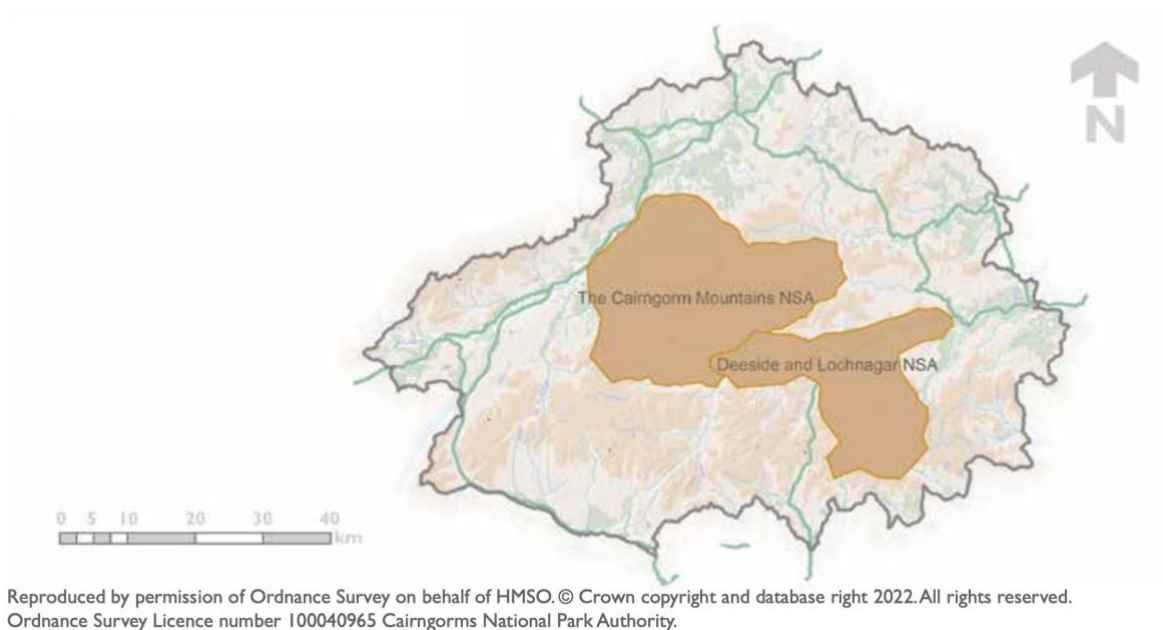 N
The Cairngorm Mountains NSA
Deeside and Lochnagar NSA
0 5 10 20 30 40
km
Reproduced by permission of Ordnance Survey on behalf of HMSO. © Crown copyright and database right 2022. All rights reserved.
Ordnance Survey Licence number 100040965 Cairngorms National Park Authority.